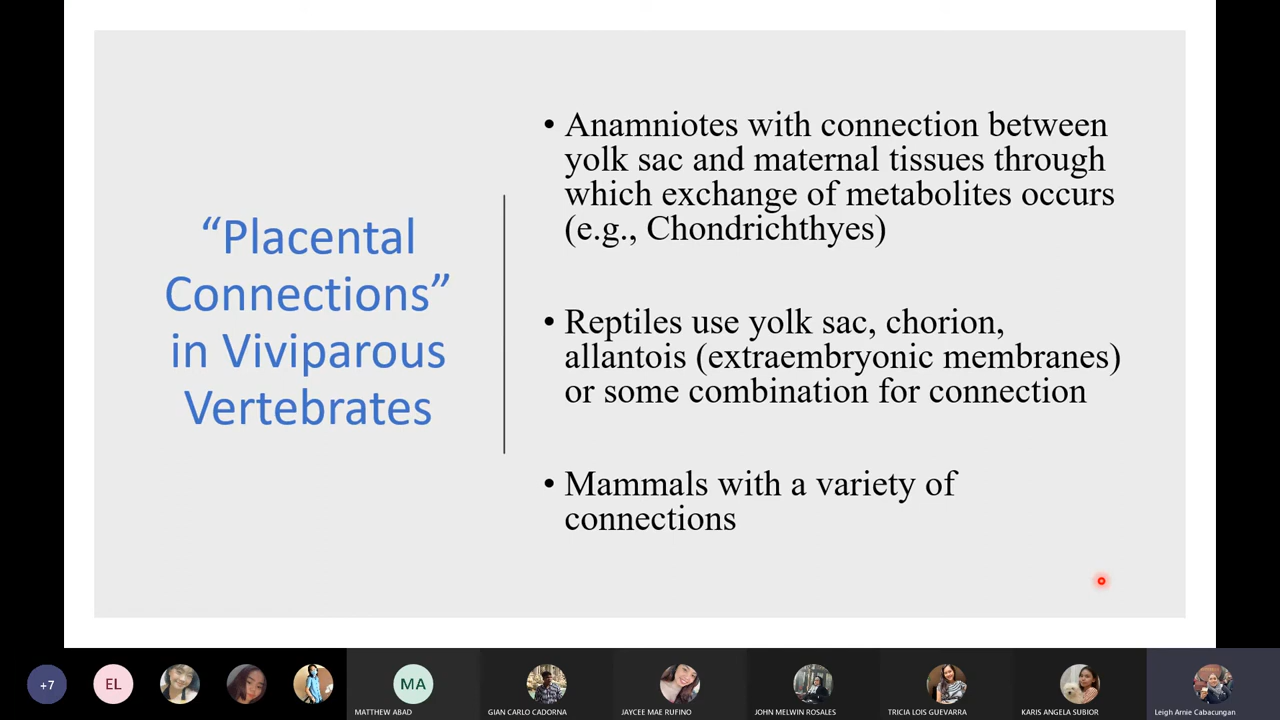 “Placental
Connections”
in Viviparous
Vertebrates
• Anamniotes with connection between
yolk sac and maternal tissues through
which exchange of metabolites occurs
(e.g., Chondrichthyes)
• Reptiles use yolk sac, chorion,
allantois (extraembryonic membranes)
or some combination for connection
• Mammals with a variety of
connections
+7
EL
MA
MATTHEW ABAD
GIAN CARLO CADORNA
JAYCEE MAE RUFINO
JOHN MELWIN ROSALES
TRICIA LOIS GUEVARRA
KARIS ANGELA SUBIOR
Leigh Arnie Cabacungan